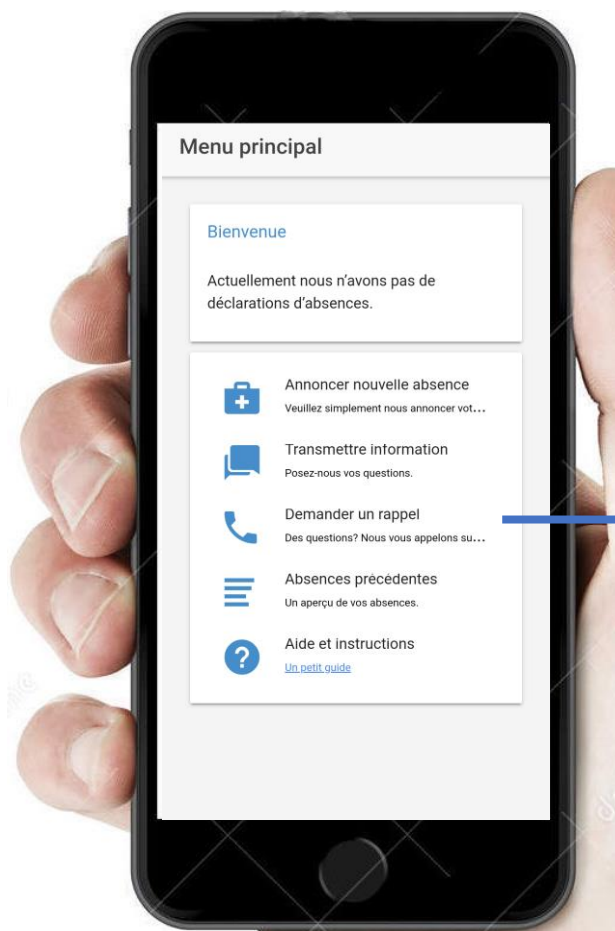 Menu principal
Bienvenue
Actuellement nous n'avons pas de
déclarations d'absences.
Annoncer nouvelle absence
Veuillez simplement nous annoncer vot...
Transmettre information
Posez-nous vos questions.
Demander un rappel
Des questions? Nous vous appelons su...
Absences précédentes
Un aperçu de vos absences.
Aide et instructions
Un petit guide